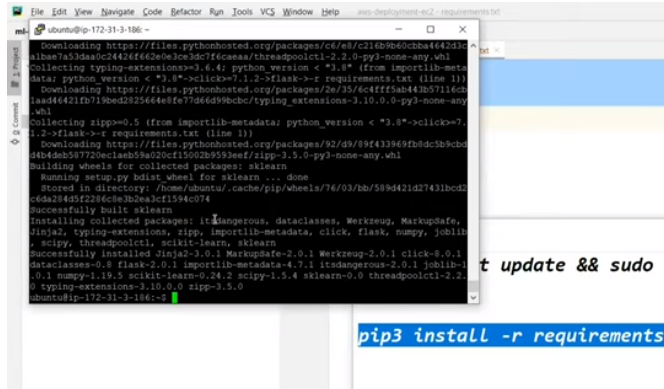 File Edit View Navigate Code Refactor Run Tools VCS Window Help aws-deployment-ec2 - requirements.txt
ml-
ubuntu@ip-172-31-3-186: ~
txt
1: Project
Commit
Downloading https://files.pythonhosted.org/packages/c6/e8/c216b9b60cbba4642d3c
a1bae7a53daa0c24426f662e0e3ce3dc7f6caeaa/threadpoolctl-2.2.0-py3-none-any.whl
Collecting typing-extensions>=3.6.4; python_version < "3.8" (from importlib-meta
data; python_version < "3.8"->click>=7.1.2->flask->-r requirements.txt (line 1))
Downloading https://files.pythonhosted.org/packages/2e/35/6c4fff5ab443b57116cb
1aad46421fb719bed2825664e8fe77d66d99bcbc/typing_extensions-3.10.0.0-py3-none-any
.whl
Collecting zipp>=0.5 (from importlib-metadata; python_version < "3.8"->click>=7.
1.2->flask->-r requirements.txt (line 1))
Downloading https://files.pythonhosted.org/packages/92/d9/89f433969fb8dc5b9cbd
d4b4deb587720ec1aeb59a020cf15002b9593eef/zipp-3.5.0-py3-none-any.whl
Building wheels for collected packages: sklearn
Running setup.py bdist_wheel for sklearn ... done
Stored in directory: /home/ubuntu/.cache/pip/wheels/76/03/bb/589d421d27431bcd2
c6da284d5f2286c8e3b2ea3cf1594c074
Successfully built sklearn
Installing collected packages: itsdangerous, dataclasses, Werkzeug, MarkupSafe,
Jinja2, typing-extensions, zipp, importlib-metadata, click, flask, numpy, joblib
, scipy, threadpoolctl, scikit-learn, sklearn
Successfully installed Jinja2-3.0.1 MarkupSafe-2.0.1 Werkzeug-2.0.1 click-8.0.1
dataclasses-0.8 flask-2.0.1 importlib-metadata-4.7.1 itsdangerous-2.0.1 joblib-1
.0.1 numpy-1.19.5 scikit-learn-0.24.2 scipy-1.5.4 sklearn-0.0 threadpoolctl-2.2.
0 typing-extensions-3.10.0.0 zipp-3.5.0
ubuntu@ip-172-31-3-186:~$
t update && sudo
pip3 install -r requirements